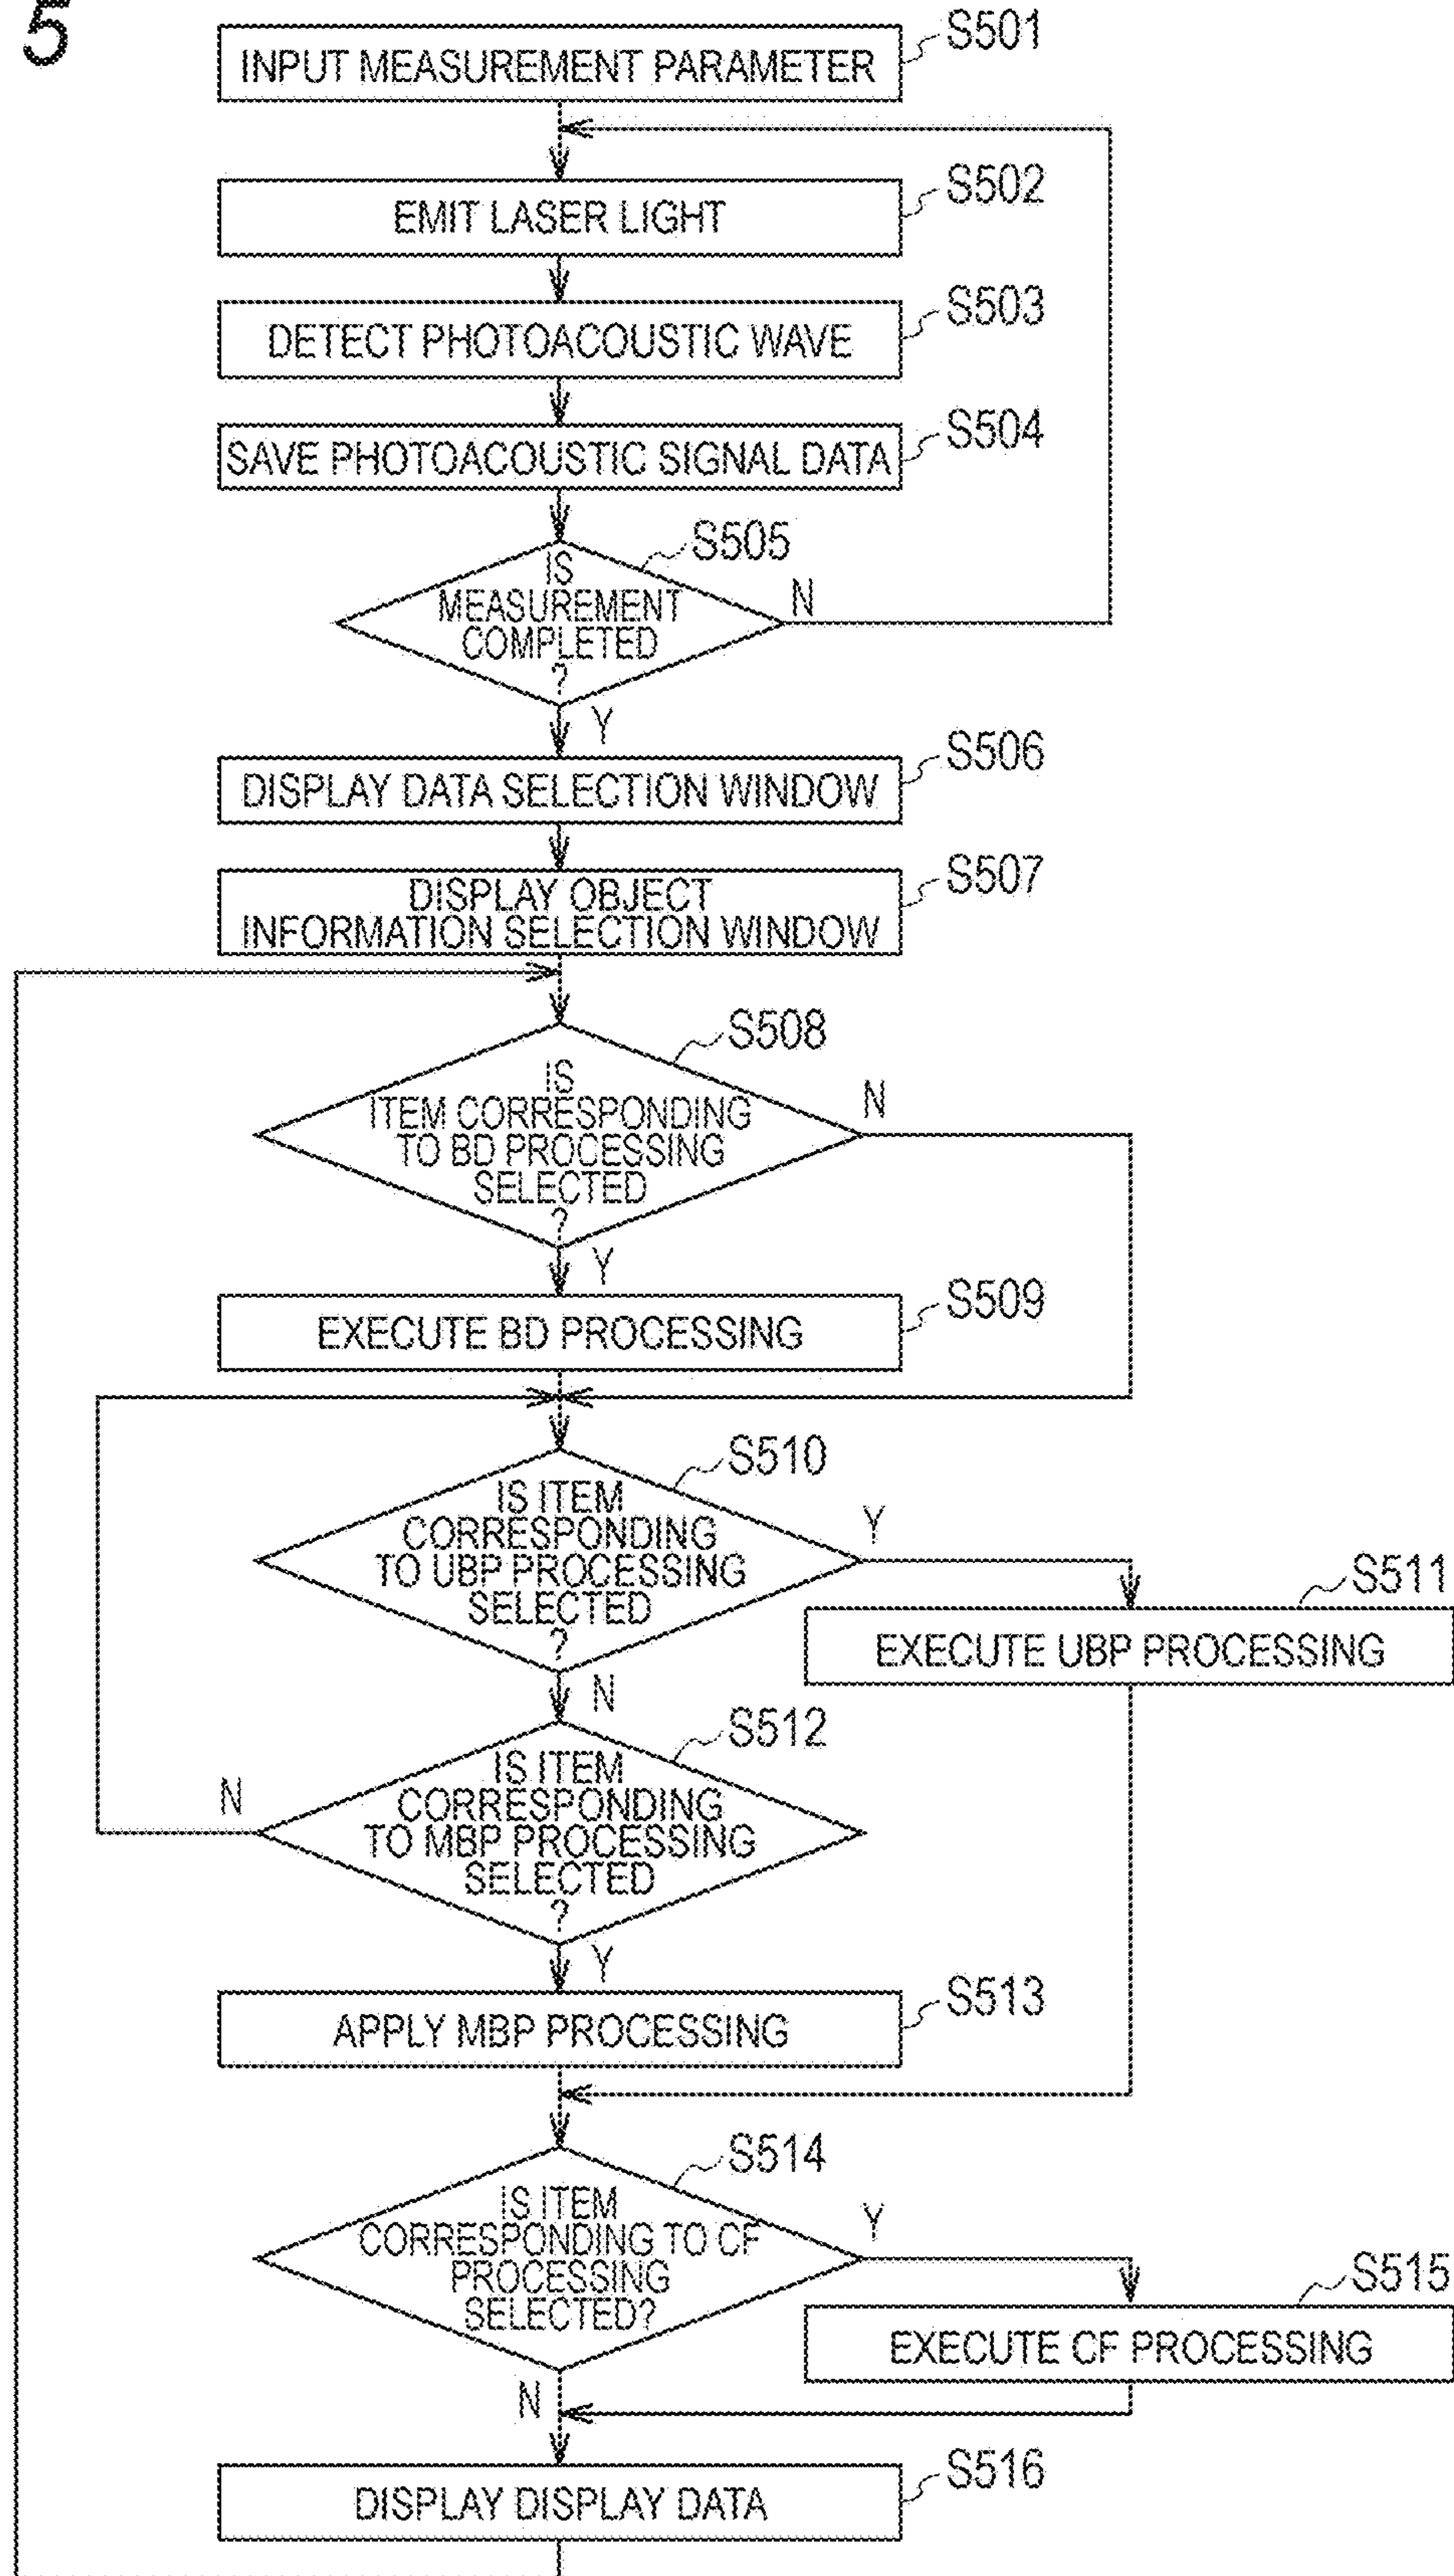 5
S501
INPUT MEASUREMENT PARAMETER
S502
EMIT LASER LIGHT
S503
DETECT PHOTOACOUSTIC WAVE
S504
SAVE PHOTOACOUSTIC SIGNAL DATA
S505
IS
MEASUREMENT
COMPLETED
?
N
Y
S506
DISPLAY DATA SELECTION WINDOW
S507
DISPLAY OBJECT
INFORMATION SELECTION WINDOW
S508
IS
ITEM CORRESPONDING
TO BD PROCESSING
SELECTED
?
N
Y
S509
EXECUTE BD PROCESSING
S510
IS ITEM
CORRESPONDING
TO UBP PROCESSING
SELECTED
?
Y
N
S511
EXECUTE UBP PROCESSING
S512
IS ITEM
CORRESPONDING
TO MBP PROCESSING
SELECTED
?
N
Y
S513
APPLY MBP PROCESSING
S514
IS ITEM
CORRESPONDING TO CF
PROCESSING
SELECTED?
Y
N
S515
EXECUTE CF PROCESSING
S516
DISPLAY DISPLAY DATA